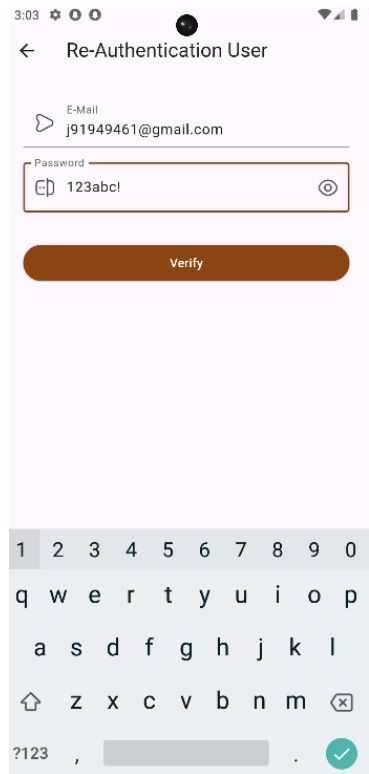 3:03
Re-Authentication User
E-Mail
j91949461@gmail.com
Password
123abc!
Verify
1 2 3 4 5 6 7 8 9 0
q w e r t y u i o p
a s d f g h j k l
z x c v b n m
?123 , .